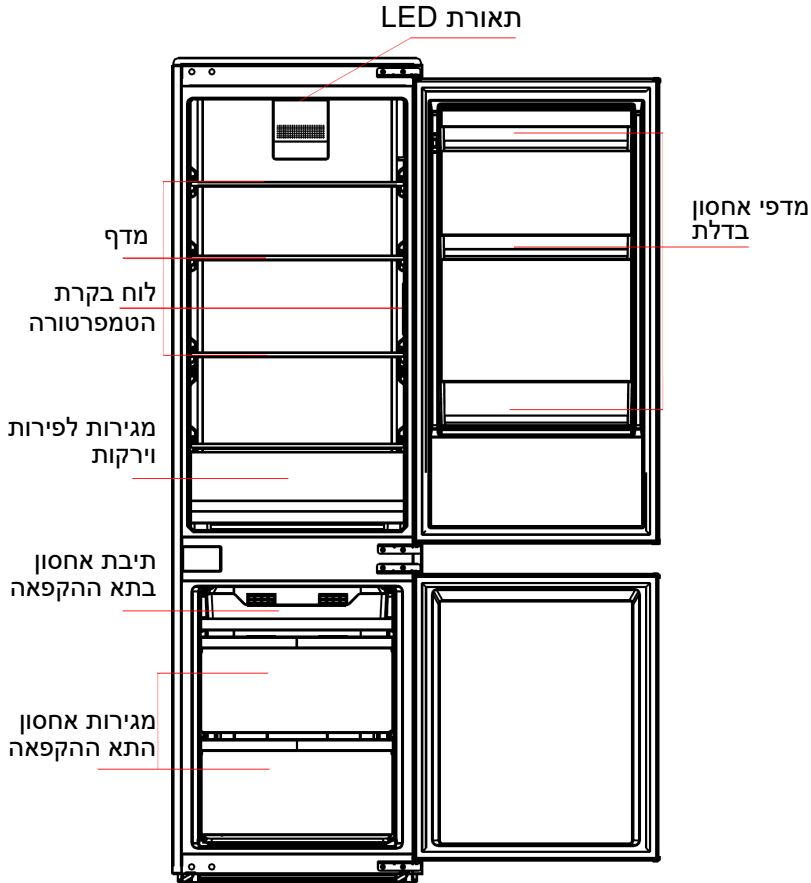 תאורת LED
מדפי אחסון
בדלת
מדף
לוח בקרת
הטמפרטורה
מגירות לפירות
וירקות
תיבת אחסון
בתא ההקפאה
מגירות אחסון
התא ההקפאה